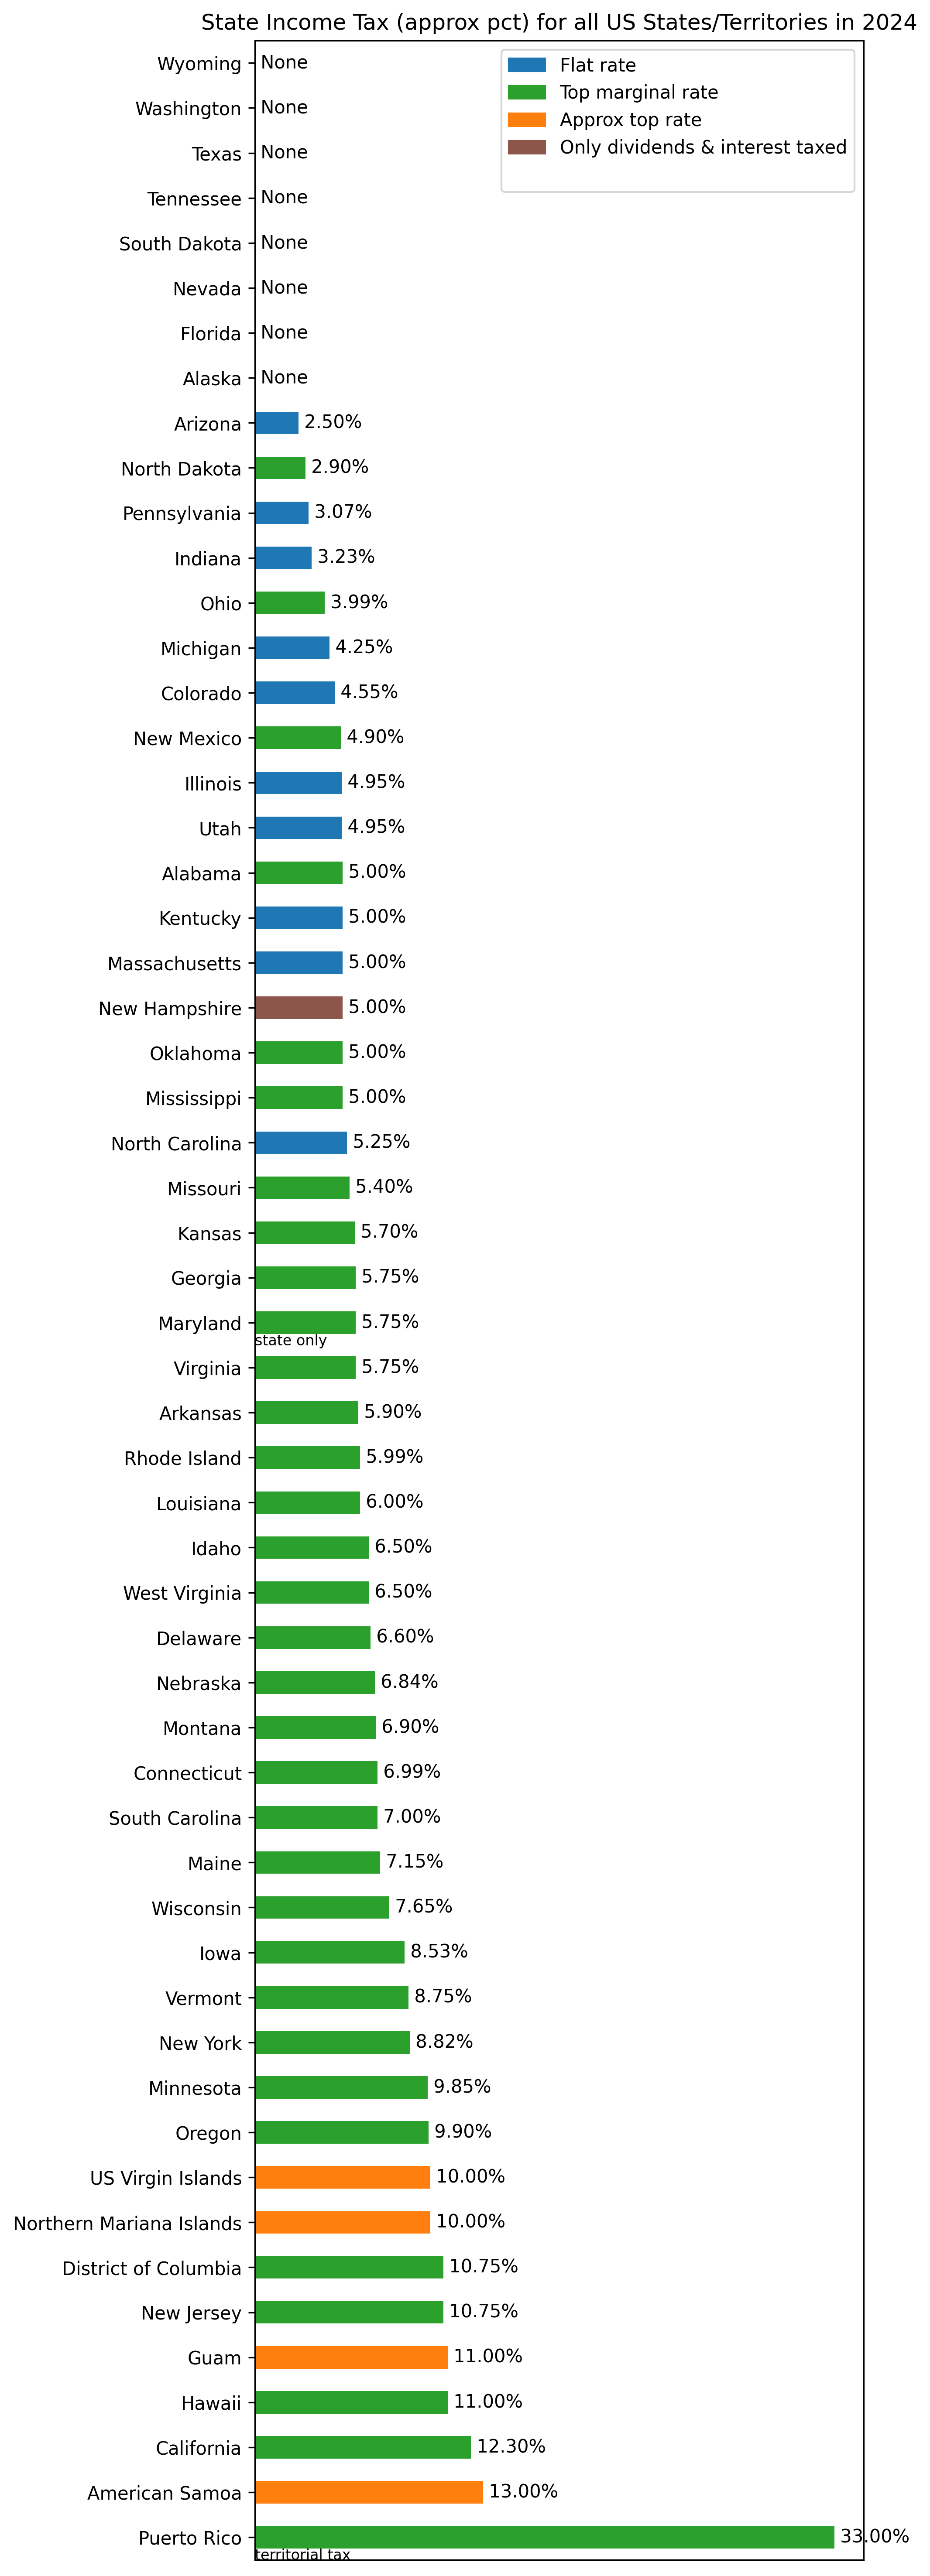 State Income Tax (approx pct) for all US States/Territories in 2024
Flat rate
Top marginal rate
Approx top rate
Only dividends & interest taxed
Wyoming None
Washington None
Texas None
Tennessee None
South Dakota None
Nevada None
Florida None
Alaska None
Arizona 2.50%
North Dakota 2.90%
Pennsylvania 3.07%
Indiana 3.23%
Ohio 3.99%
Michigan 4.25%
Colorado 4.55%
New Mexico 4.90%
Illinois 4.95%
Utah 4.95%
Alabama 5.00%
Kentucky 5.00%
Massachusetts 5.00%
New Hampshire 5.00%
Oklahoma 5.00%
Mississippi 5.00%
North Carolina 5.25%
Missouri 5.40%
Kansas 5.70%
Georgia 5.75%
Maryland 5.75%
state only
Virginia 5.75%
Arkansas 5.90%
Rhode Island 5.99%
Louisiana 6.00%
Idaho 6.50%
West Virginia 6.50%
Delaware 6.60%
Nebraska 6.84%
Montana 6.90%
Connecticut 6.99%
South Carolina 7.00%
Maine 7.15%
Wisconsin 7.65%
Iowa 8.53%
Vermont 8.75%
New York 8.82%
Minnesota 9.85%
Oregon 9.90%
US Virgin Islands 10.00%
Northern Mariana Islands 10.00%
District of Columbia 10.75%
New Jersey 10.75%
Guam 11.00%
Hawaii 11.00%
California 12.30%
American Samoa 13.00%
Puerto Rico 33.00%
territorial tax